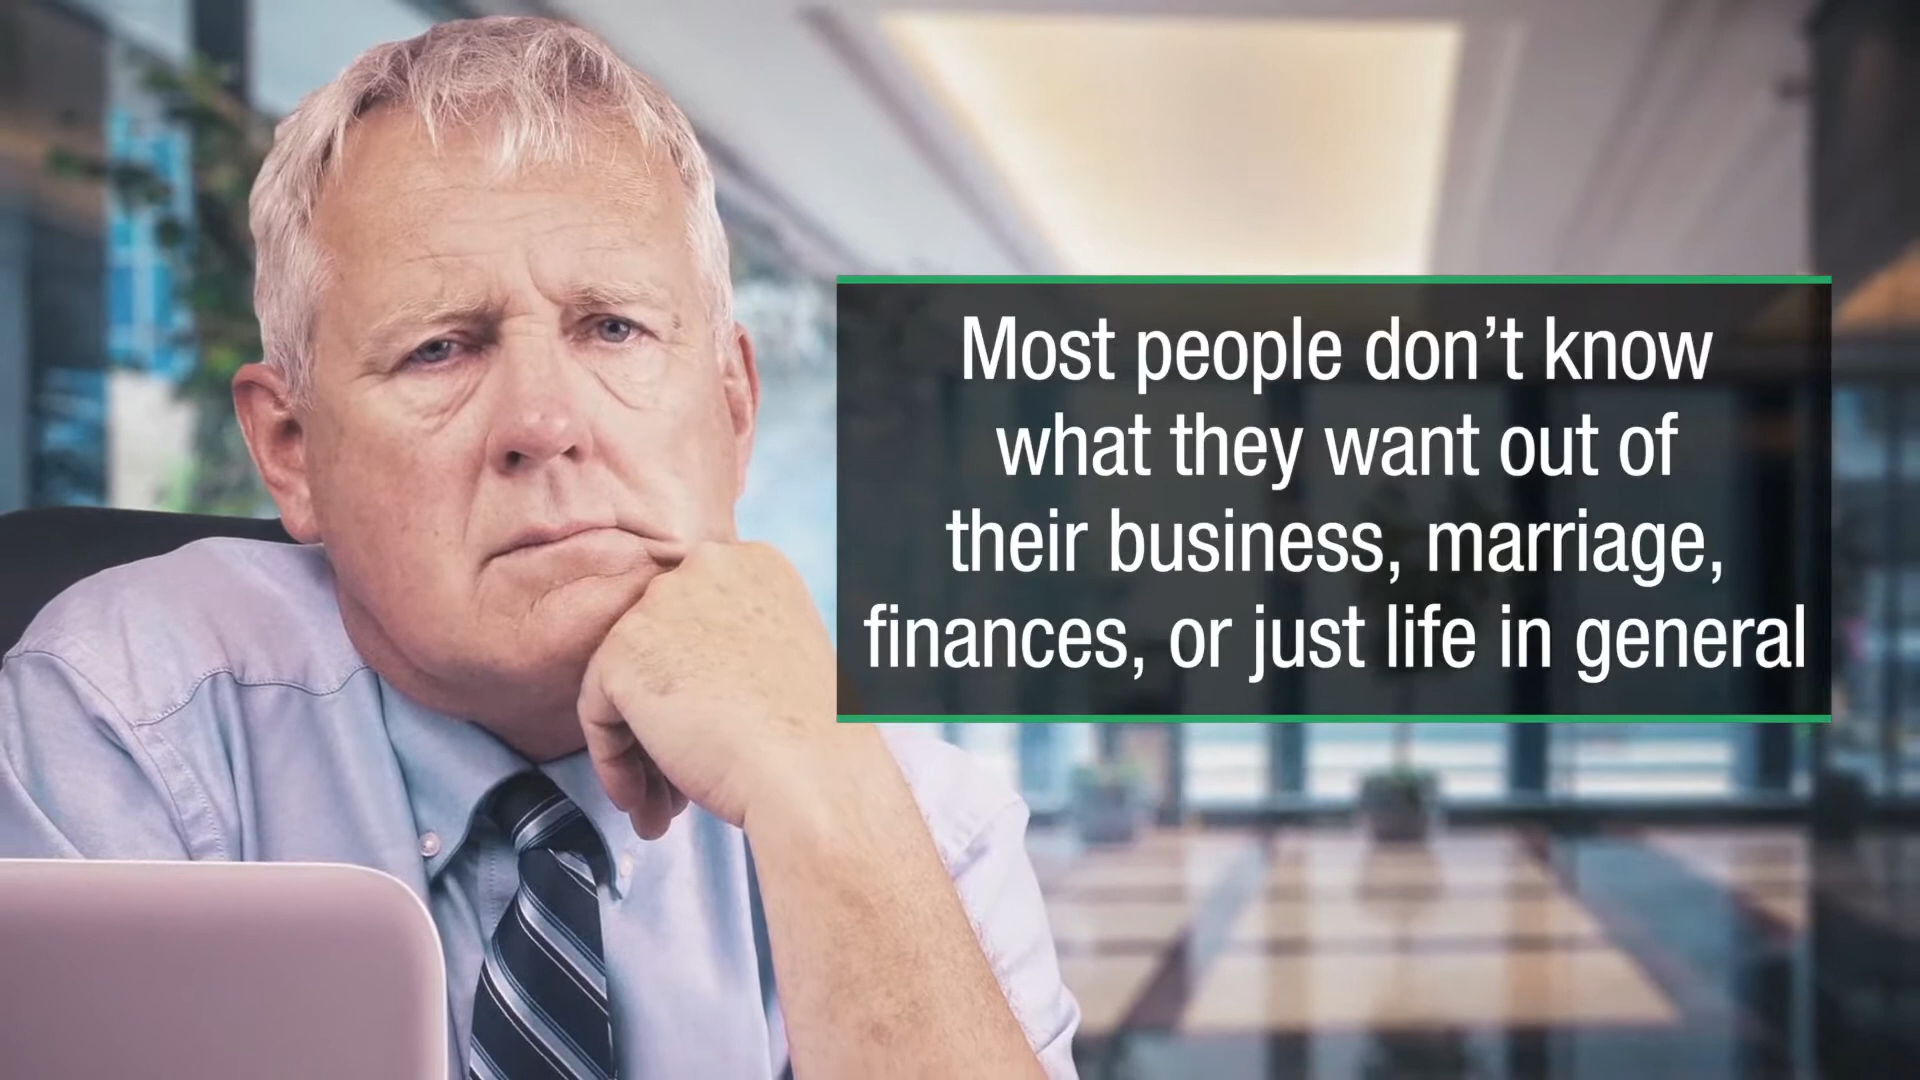 Most people don’t know
what they want out of
their business, marriage,
finances, or just life in general